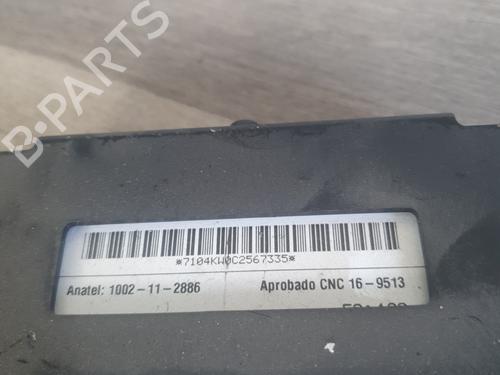 B-PARTS
*7104KW0C2567335*
Anatel: 1002-11-2886 Aprobado CNC 16-9513